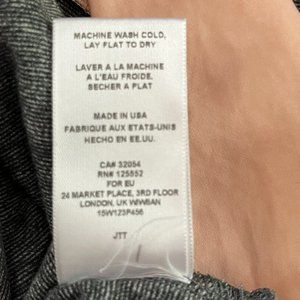 MACHINE WASH COLD,
LAY FLAT TO DRY
LAVER A LA MACHINE
A L'EAU FROIDE,
SECHER A PLAT
MADE IN USA
FABRIQUE AUX ETATS-UNIS
HECHO EN EE.UU.
CA# 32054
RN# 125552
FOR EU
24 MARKET PLACE, 3RD FLOOR
LONDON, UK WIWBAN
15W123P456
JTT